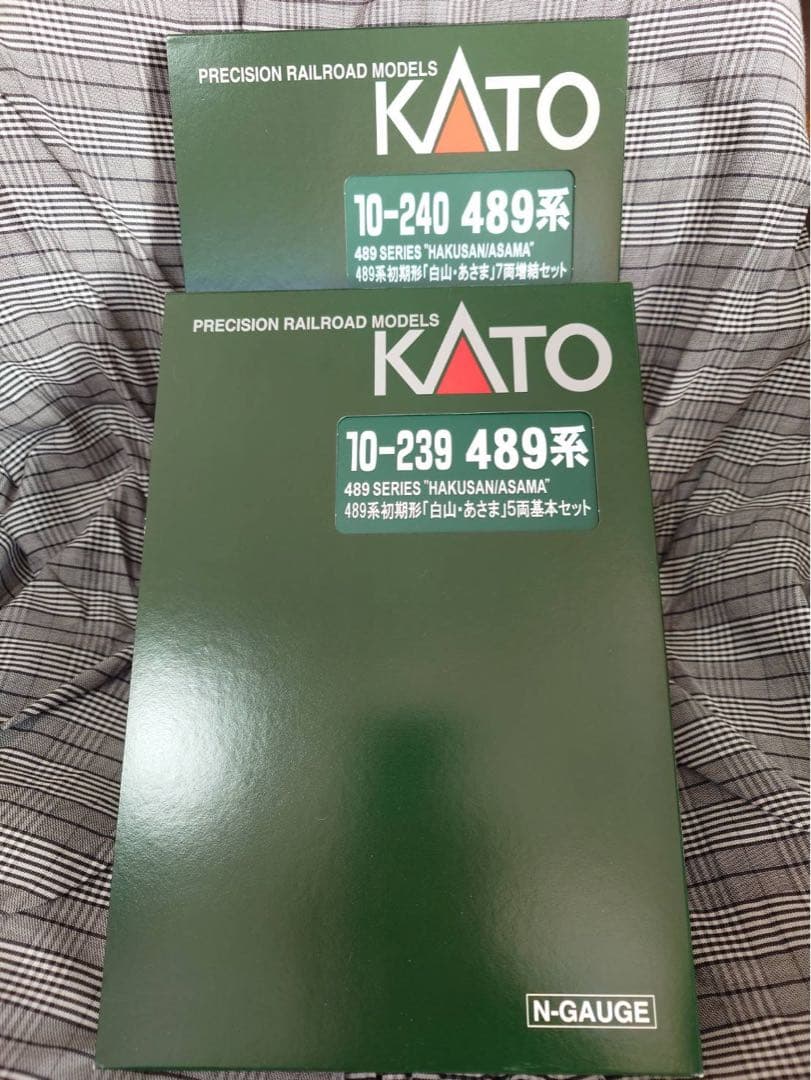 PRECISION RAILROAD MODELS
KATO
10-240 489系
489 SERIES "HAKUSAN/ASAMA"
489系初期形「白山・あさま」7両増結セット
PRECISION RAILROAD MODELS
KATO
10-239 489系
489 SERIES "HAKUSAN/ASAMA"
489系初期形「白山・あさま」5両基本セット
N-GAUGE